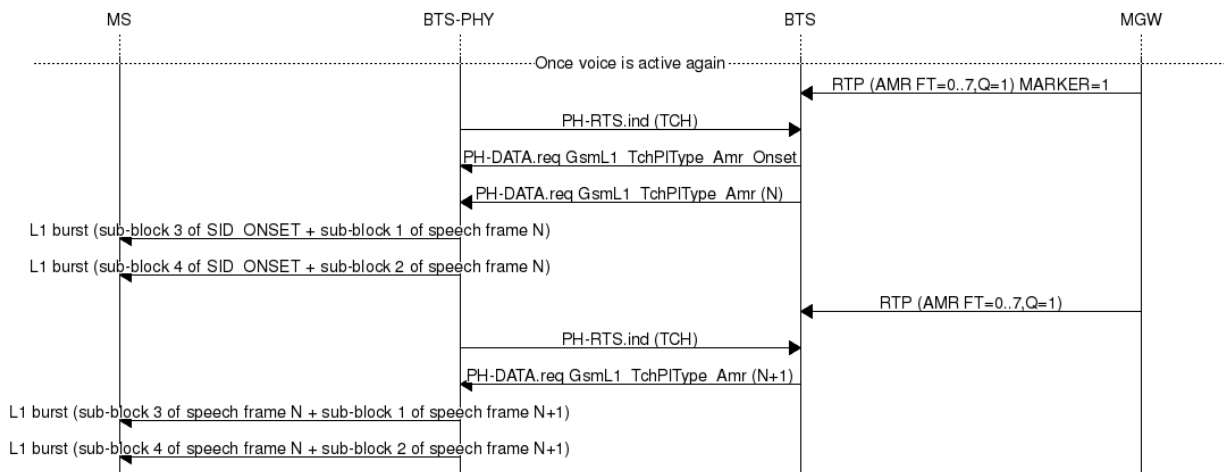 MS BTS-PHY BTS MGW
Once voice is active again
RTP (AMR FT=0..7,Q=1) MARKER=1
PH-RTS.ind (TCH)
PH-DATA.req GsmL1_TchPlType_Amr_Onset
PH-DATA.req GsmL1_TchPlType_Amr (N)
L1 burst (sub-block 3 of SID_ONSET + sub-block 1 of speech frame N)
L1 burst (sub-block 4 of SID_ONSET + sub-block 2 of speech frame N)
RTP (AMR FT=0..7,Q=1)
PH-RTS.ind (TCH)
PH-DATA.req GsmL1_TchPlType_Amr (N+1)
L1 burst (sub-block 3 of speech frame N + sub-block 1 of speech frame N+1)
L1 burst (sub-block 4 of speech frame N + sub-block 2 of speech frame N+1)